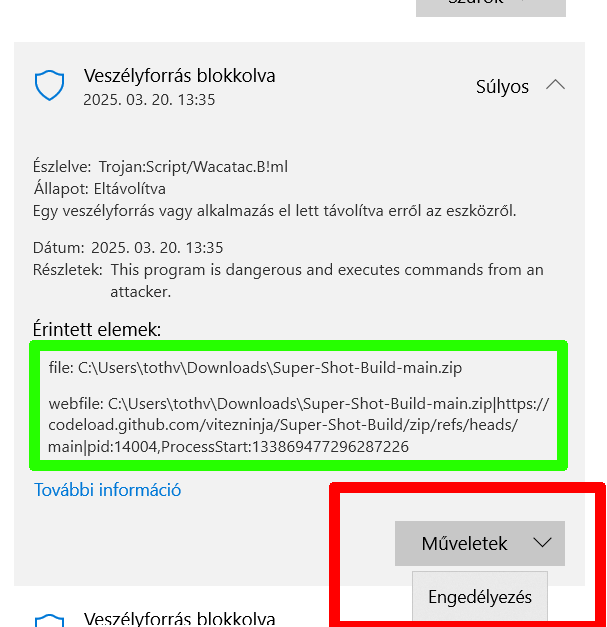 Szűrők
Veszélyforrás blokkolva
2025. 03. 20. 13:35
Súlyos
Észlelve: Trojan:Script/Wacatac.B!ml
Állapot: Eltávolítva
Egy veszélyforrás vagy alkalmazás el lett távolítva erről az eszközről.
Dátum: 2025. 03. 20. 13:35
Részletek: This program is dangerous and executes commands from an
attacker.
Érintett elemek:
file: C:\Users\tothv\Downloads\Super-Shot-Build-main.zip
webfile: C:\Users\tothv\Downloads\Super-Shot-Build-main.zip|https://
codeload.github.com/vitezninja/Super-Shot-Build/zip/refs/heads/
main|pid:14004,ProcessStart:133869477296287226
További információ
Műveletek
Engedélyezés
Veszélyforrás blokkolva